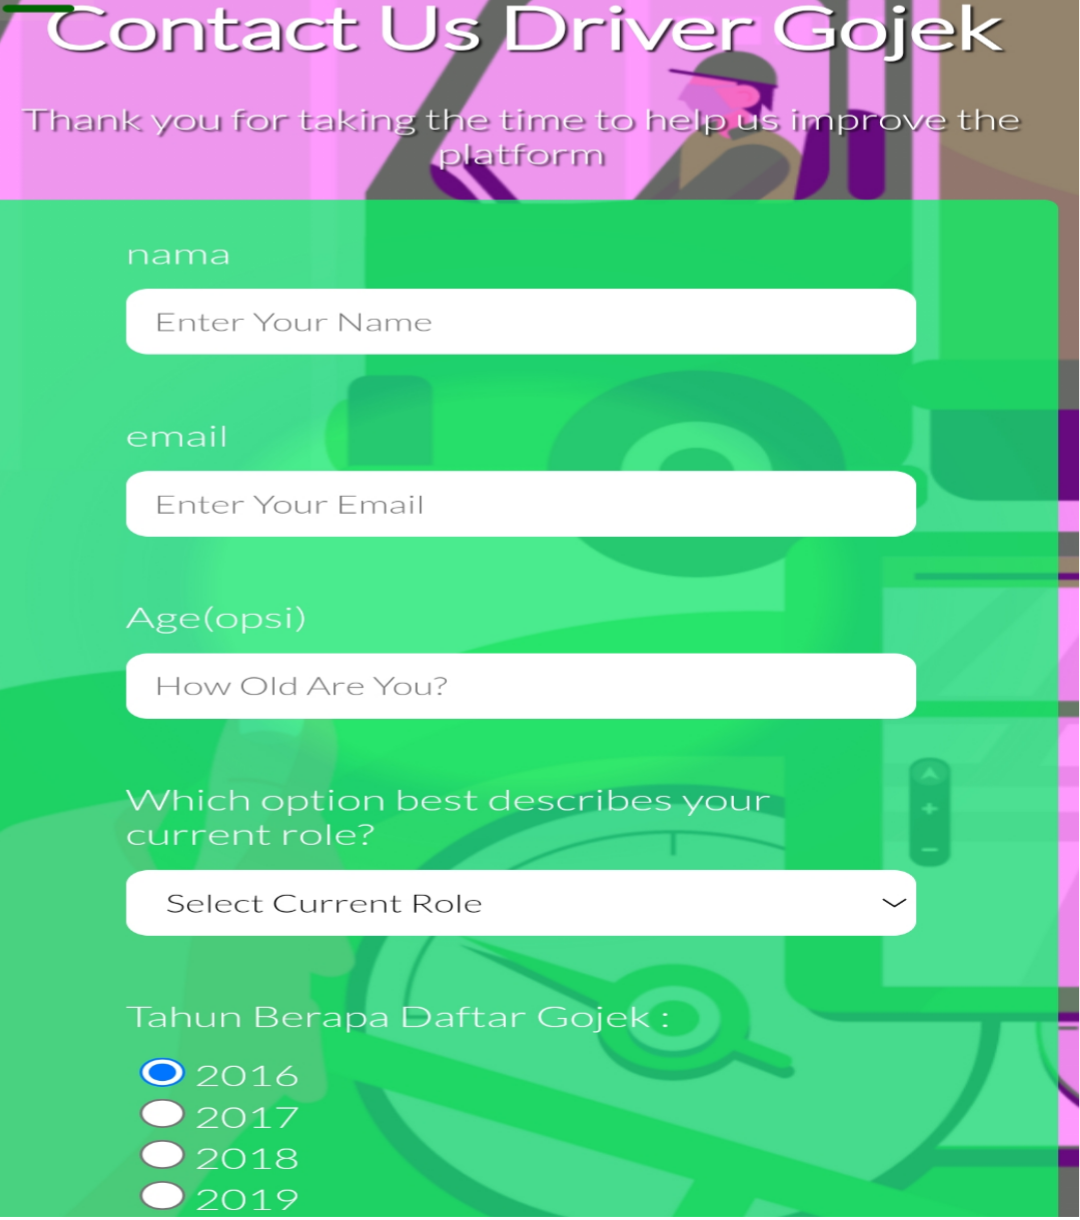 Contact Us Driver Gojek
Thank you for taking the time to help us improve the
platform
nama
Enter Your Name
email
Enter Your Email
Age(opsi)
How Old Are You?
Which option best describes your
current role?
Select Current Role
Tahun Berapa Daftar Gojek :
2016
2017
2018
2019